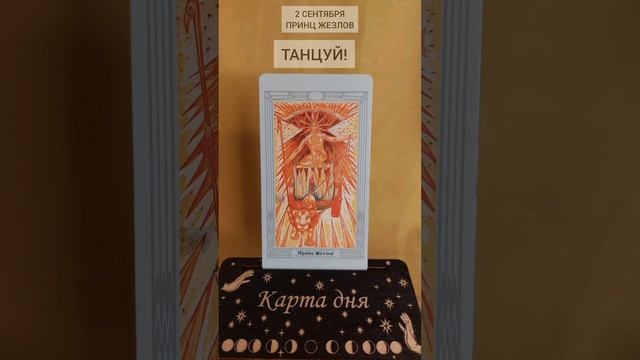 2 СЕНТЯБРЯ
ПРИНЦ ЖЕЗЛОВ
ТАНЦУЙ!
Принц Жезлов
Карта дня